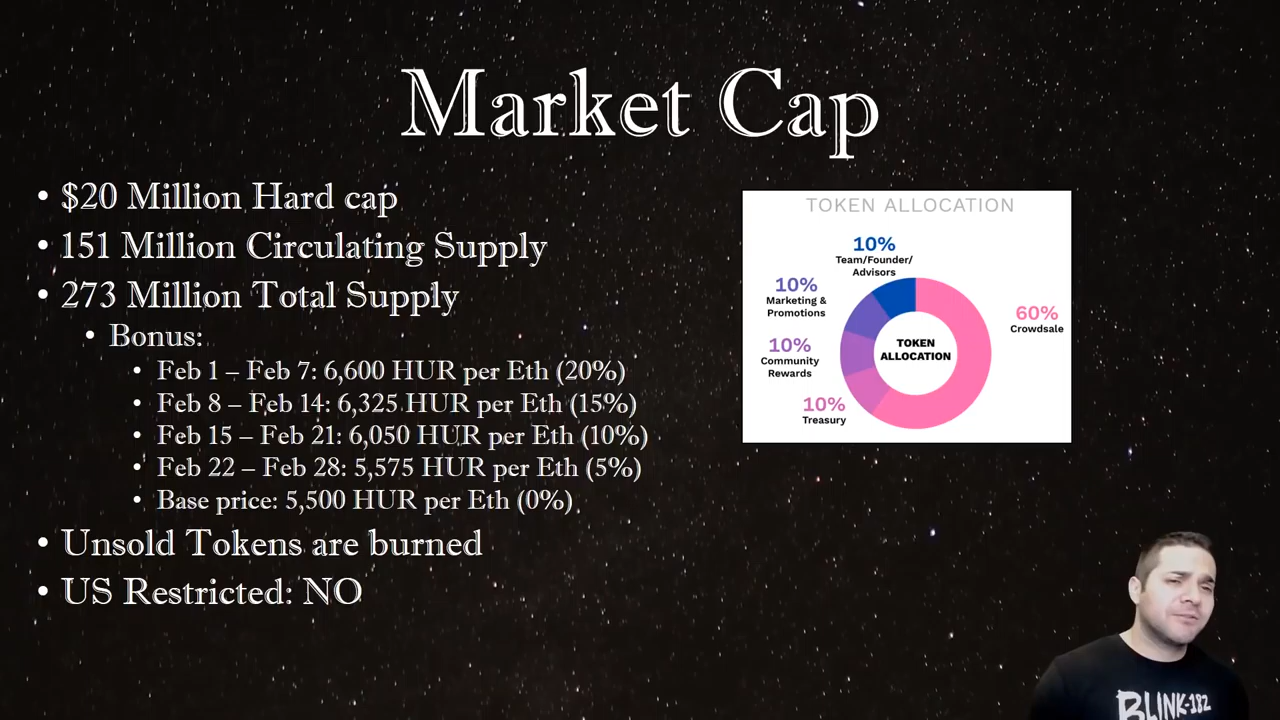 Market Cap
• $20 Million Hard cap
• 151 Million Circulating Supply
• 273 Million Total Supply
• Bonus:
• Feb 1 – Feb 7: 6,600 HUR per Eth (20%)
• Feb 8 – Feb 14: 6,325 HUR per Eth (15%)
• Feb 15 – Feb 21: 6,050 HUR per Eth (10%)
• Feb 22 – Feb 28: 5,575 HUR per Eth (5%)
• Base price: 5,500 HUR per Eth (0%)
• Unsold Tokens are burned
• US Restricted: NO
TOKEN ALLOCATION
10%
Team/Founder/
Advisors
10%
Marketing &
Promotions
60%
Crowdsale
10%
Community
Rewards
TOKEN
ALLOCATION
10%
Treasury
BLINK-182